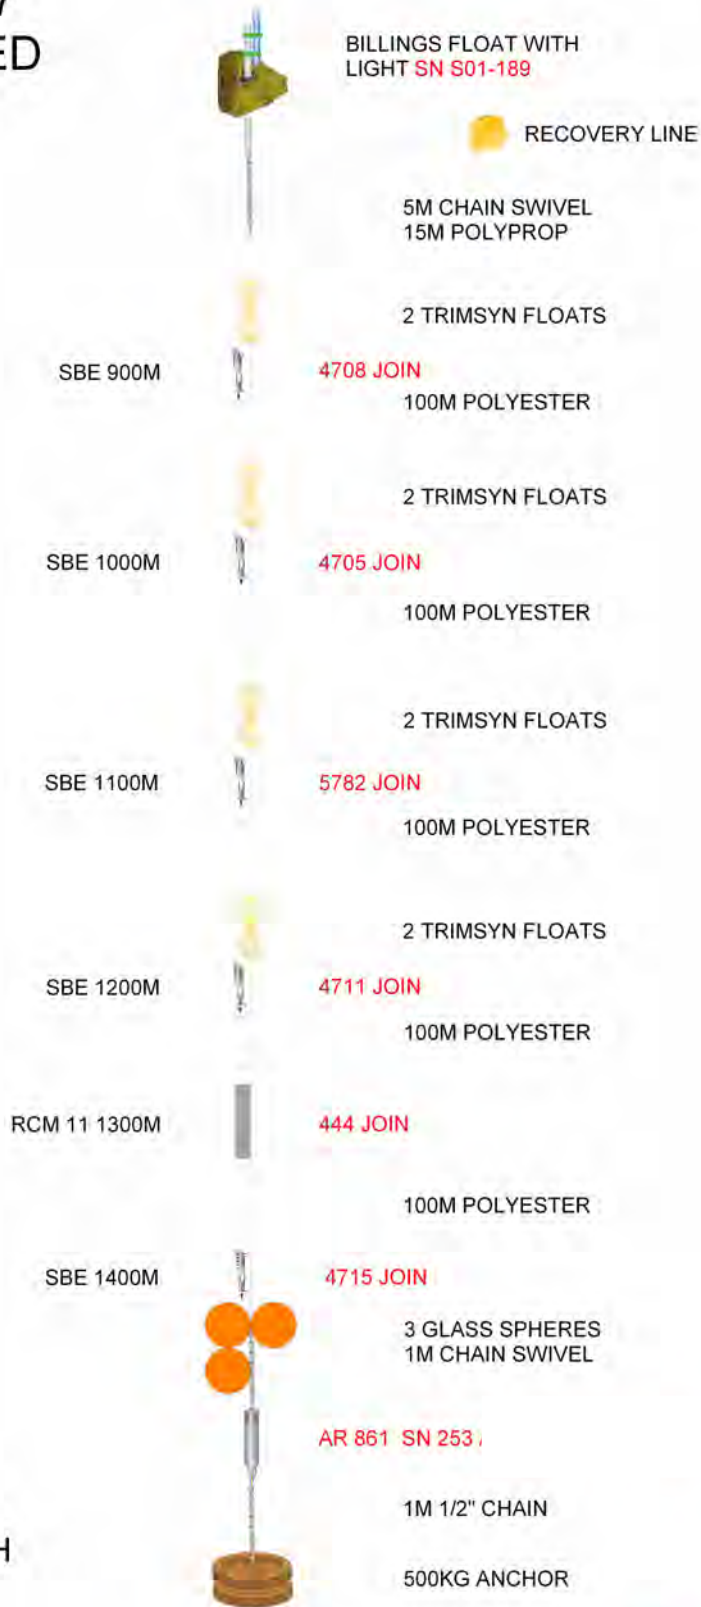 ED
BILLINGS FLOAT WITH
LIGHT SN S01-189
RECOVERY LINE
5M CHAIN SWIVEL
15M POLYPROP
2 TRIMSYN FLOATS
SBE 900M 4708 JOIN
100M POLYESTER
2 TRIMSYN FLOATS
SBE 1000M 4705 JOIN
100M POLYESTER
2 TRIMSYN FLOATS
SBE 1100M 5782 JOIN
100M POLYESTER
2 TRIMSYN FLOATS
SBE 1200M 4711 JOIN
100M POLYESTER
RCM 11 1300M 444 JOIN
100M POLYESTER
SBE 1400M 4715 JOIN
3 GLASS SPHERES
1M CHAIN SWIVEL
AR 861 SN 253
1M 1/2" CHAIN
H
500KG ANCHOR